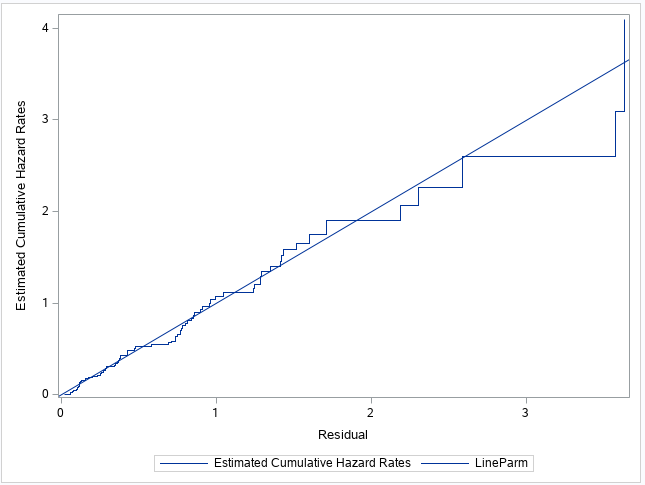 4
3
2
1
0
Estimated Cumulative Hazard Rates
0 1 2 3
Residual
Estimated Cumulative Hazard Rates LineParm